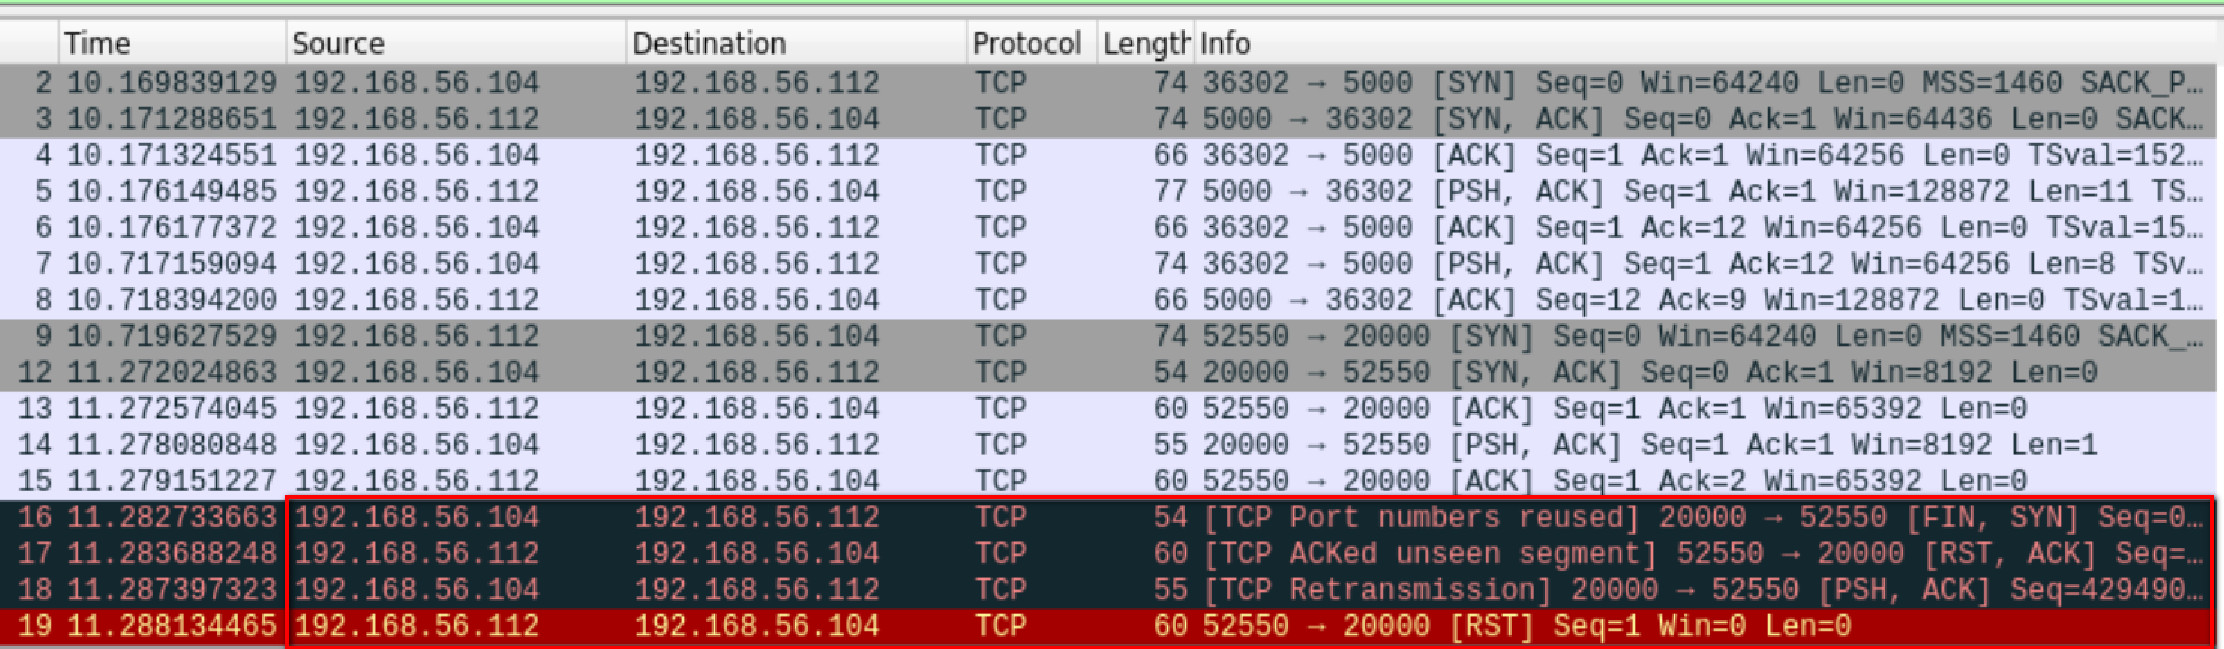 Time Source Destination Protocol Length Info
2 10.169839129 192.168.56.104 192.168.56.112 TCP 74 36302 → 5000 [SYN] Seq=0 Win=64240 Len=0 MSS=1460 SACK_P…
3 10.171288651 192.168.56.112 192.168.56.104 TCP 74 5000 → 36302 [SYN, ACK] Seq=0 Ack=1 Win=64436 Len=0 SACK…
4 10.171324551 192.168.56.104 192.168.56.112 TCP 66 36302 → 5000 [ACK] Seq=1 Ack=1 Win=64256 Len=0 TSval=152…
5 10.176149485 192.168.56.112 192.168.56.104 TCP 77 5000 → 36302 [PSH, ACK] Seq=1 Ack=1 Win=128872 Len=11 TS…
6 10.176177372 192.168.56.104 192.168.56.112 TCP 66 36302 → 5000 [ACK] Seq=1 Ack=12 Win=64256 Len=0 TSval=15…
7 10.717159094 192.168.56.104 192.168.56.112 TCP 74 36302 → 5000 [PSH, ACK] Seq=1 Ack=12 Win=64256 Len=8 TSv…
8 10.718394200 192.168.56.112 192.168.56.104 TCP 66 5000 → 36302 [ACK] Seq=12 Ack=9 Win=128872 Len=0 TSval=1…
9 10.719627529 192.168.56.112 192.168.56.104 TCP 74 52550 → 20000 [SYN] Seq=0 Win=64240 Len=0 MSS=1460 SACK_…
12 11.272024863 192.168.56.104 192.168.56.112 TCP 54 20000 → 52550 [SYN, ACK] Seq=0 Ack=1 Win=8192 Len=0
13 11.272574045 192.168.56.112 192.168.56.104 TCP 60 52550 → 20000 [ACK] Seq=1 Ack=1 Win=65392 Len=0
14 11.278080848 192.168.56.104 192.168.56.112 TCP 55 20000 → 52550 [PSH, ACK] Seq=1 Ack=1 Win=8192 Len=1
15 11.279151227 192.168.56.112 192.168.56.104 TCP 60 52550 → 20000 [ACK] Seq=1 Ack=2 Win=65392 Len=0
16 11.282733663 192.168.56.104 192.168.56.112 TCP 54 [TCP Port numbers reused] 20000 → 52550 [FIN, SYN] Seq=0…
17 11.283688248 192.168.56.112 192.168.56.104 TCP 60 [TCP ACKed unseen segment] 52550 → 20000 [RST, ACK] Seq=…
18 11.287397323 192.168.56.104 192.168.56.112 TCP 55 [TCP Retransmission] 20000 → 52550 [PSH, ACK] Seq=429490…
19 11.288134465 192.168.56.112 192.168.56.104 TCP 60 52550 → 20000 [RST] Seq=1 Win=0 Len=0